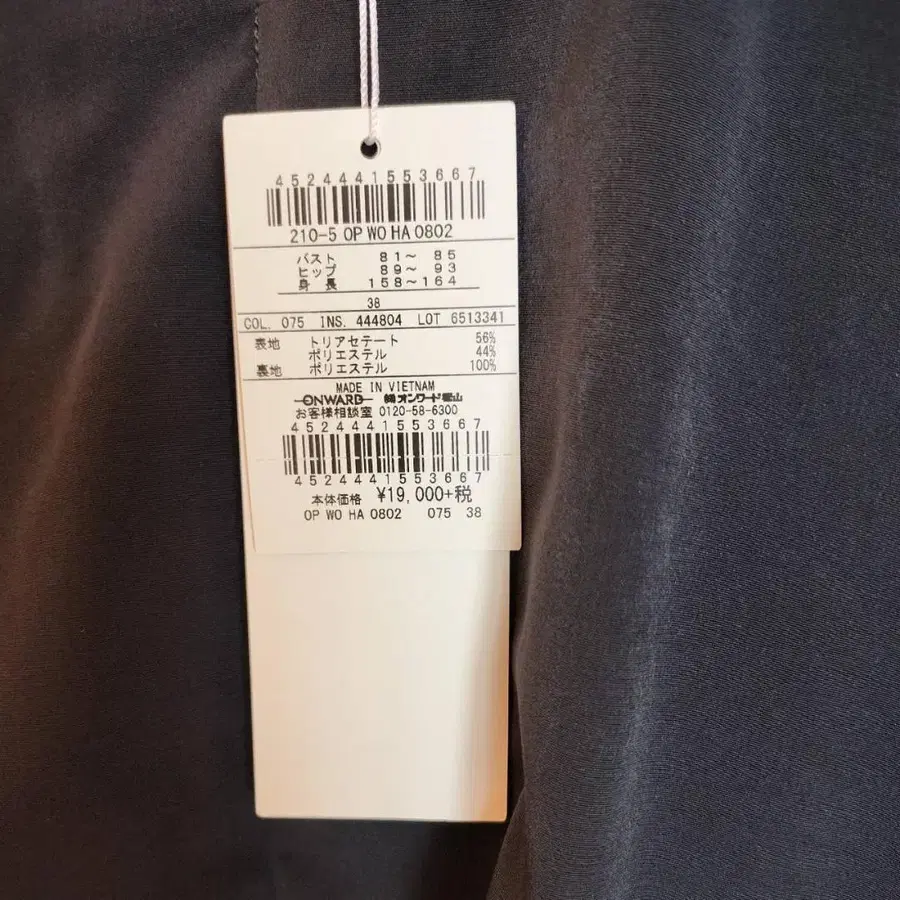 4524441553667
210-5 OP WO HA 0802
バスト 81~ 85
ヒップ 89~ 93
身長 158~164
38
COL. 075 INS. 444804 LOT 6513341
表地 トリアセテート 56%
ポリエステル 44%
裏地 ポリエステル 100%
MADE IN VIETNAM
ONWARD ㈱オンワード樫山
お客様相談室 0120-58-6300
4524441553667
4524441553667
本体価格 ¥19,000+税
OP WO HA 0802 075 38